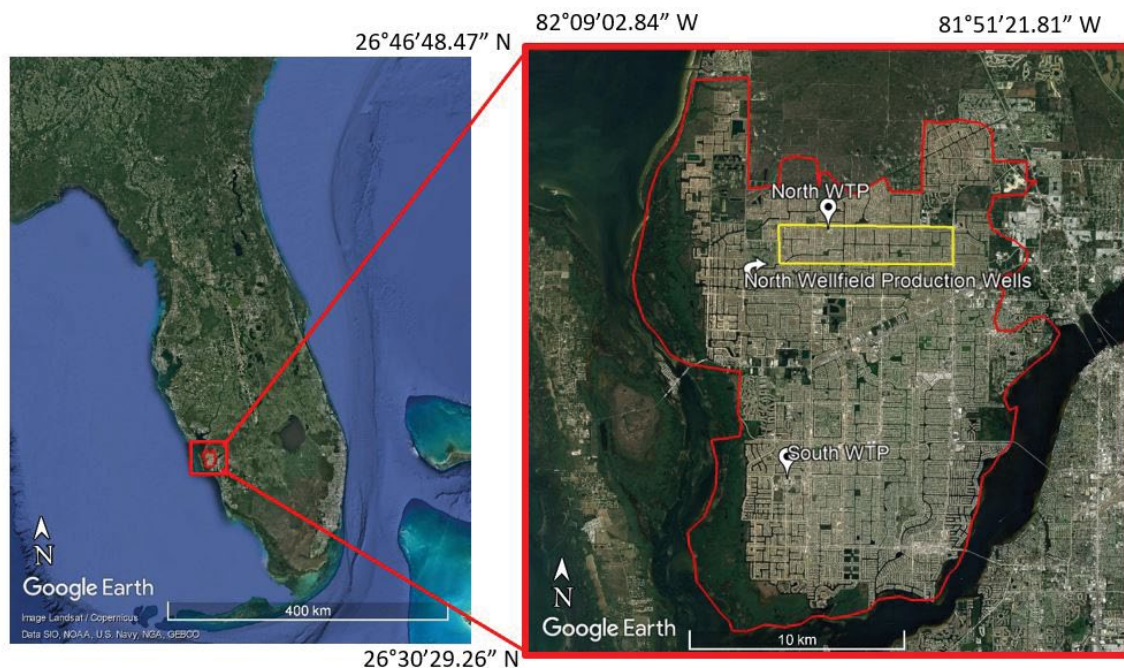 82°09’02.84” W
81°51’21.81” W
26°46’48.47” N
North WTP
North Wellfield Production Wells
South WTP
N
Google Earth
400 km
Image Landsat / Copernicus
Data SIO, NOAA, U.S. Navy, NGA, GEBCO
N
Google Earth
10 km
26°30’29.26” N